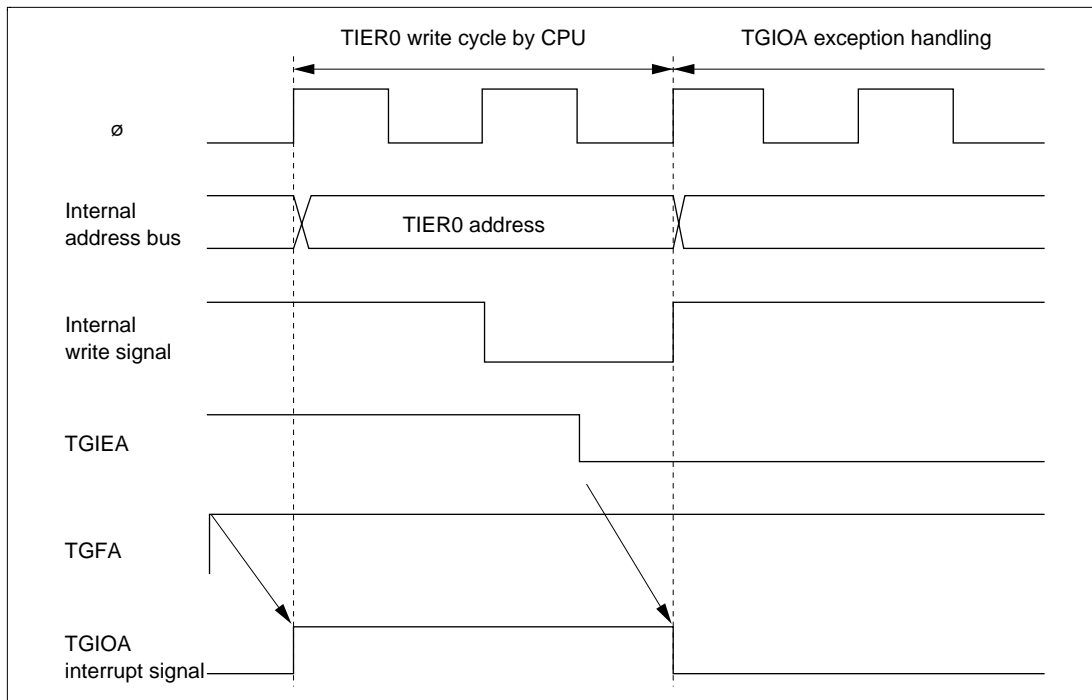 TIER0 write cycle by CPU
TGIOA exception handling
ø
Internal
address bus
TIER0 address
Internal
write signal
TGIEA
TGFA
TGIOA
interrupt signal